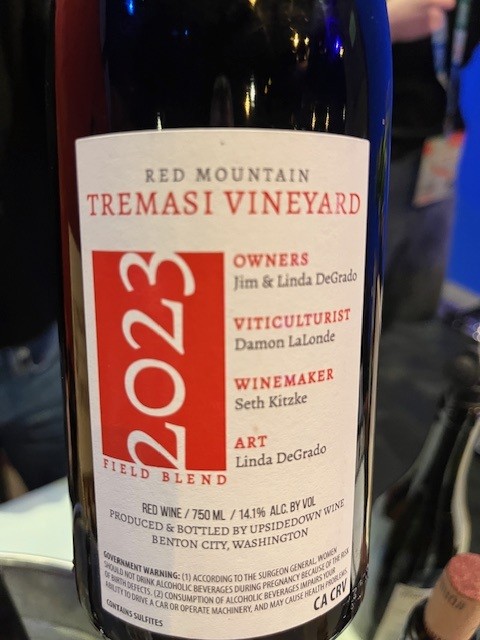 RED MOUNTAIN
TREMASI VINEYARD
2023
FIELD BLEND
OWNERS
Jim & Linda DeGrado
VITICULTURIST
Damon LaLonde
WINEMAKER
Seth Kitzke
ART
Linda DeGrado
RED WINE / 750 ML / 14.1% ALC. BY VOL
PRODUCED & BOTTLED BY UPSIDEDOWN WINE
BENTON CITY, WASHINGTON
GOVERNMENT WARNING: (1) ACCORDING TO THE SURGEON GENERAL, WOMEN
SHOULD NOT DRINK ALCOHOLIC BEVERAGES DURING PREGNANCY BECAUSE OF THE RISK
OF BIRTH DEFECTS. (2) CONSUMPTION OF ALCOHOLIC BEVERAGES IMPAIRS YOUR
ABILITY TO DRIVE A CAR OR OPERATE MACHINERY, AND MAY CAUSE HEALTH PROBLEMS.
CONTAINS SULFITES
CA CRV